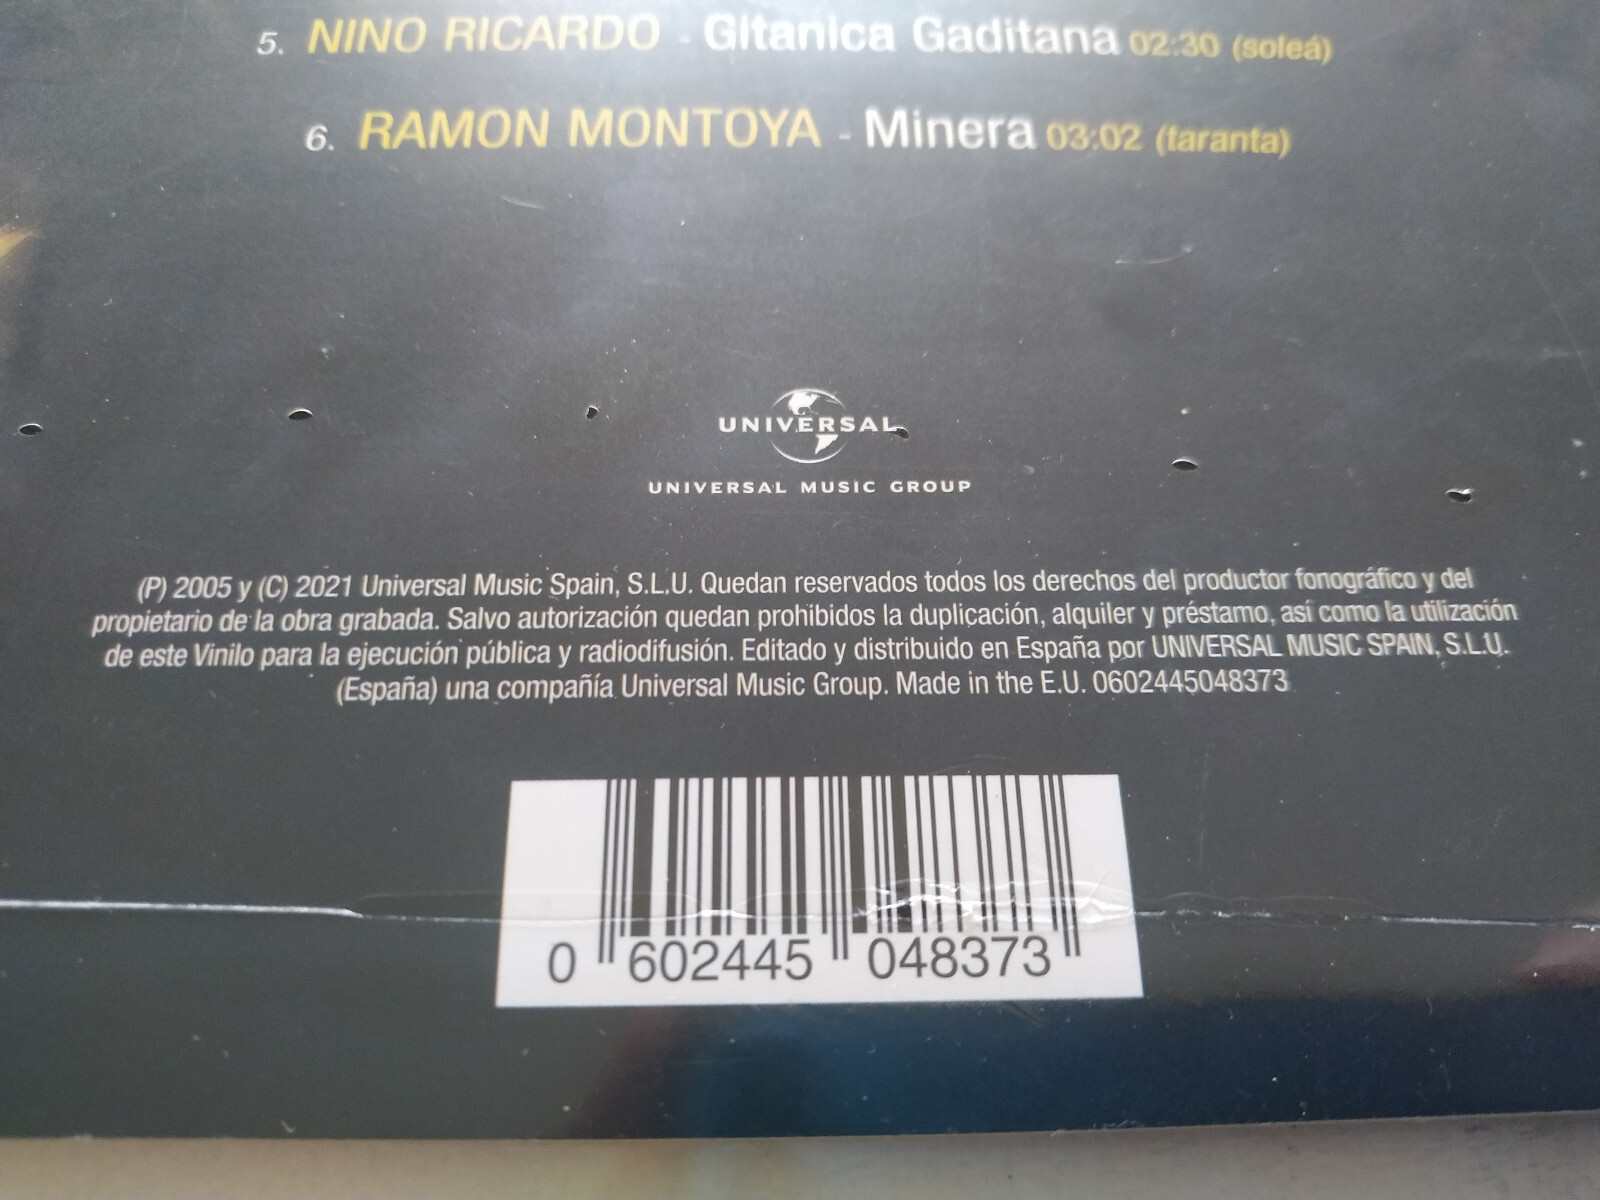 5. NINO RICARDO - Gitanica Gaditana 02:30 (soleá)
6. RAMON MONTOYA - Minera 03:02 (taranta)
UNIVERSAL
UNIVERSAL MUSIC GROUP
(P) 2005 y (C) 2021 Universal Music Spain, S.L.U. Quedan reservados todos los derechos del productor fonográfico y del
propietario de la obra grabada. Salvo autorización quedan prohibidos la duplicación, alquiler y préstamo, así como la utilización
de este Vinilo para la ejecución pública y radiodifusión. Editado y distribuido en España por UNIVERSAL MUSIC SPAIN, S.L.U.
(España) una compañía Universal Music Group. Made in the E.U. 0602445048373
0 602445 048373